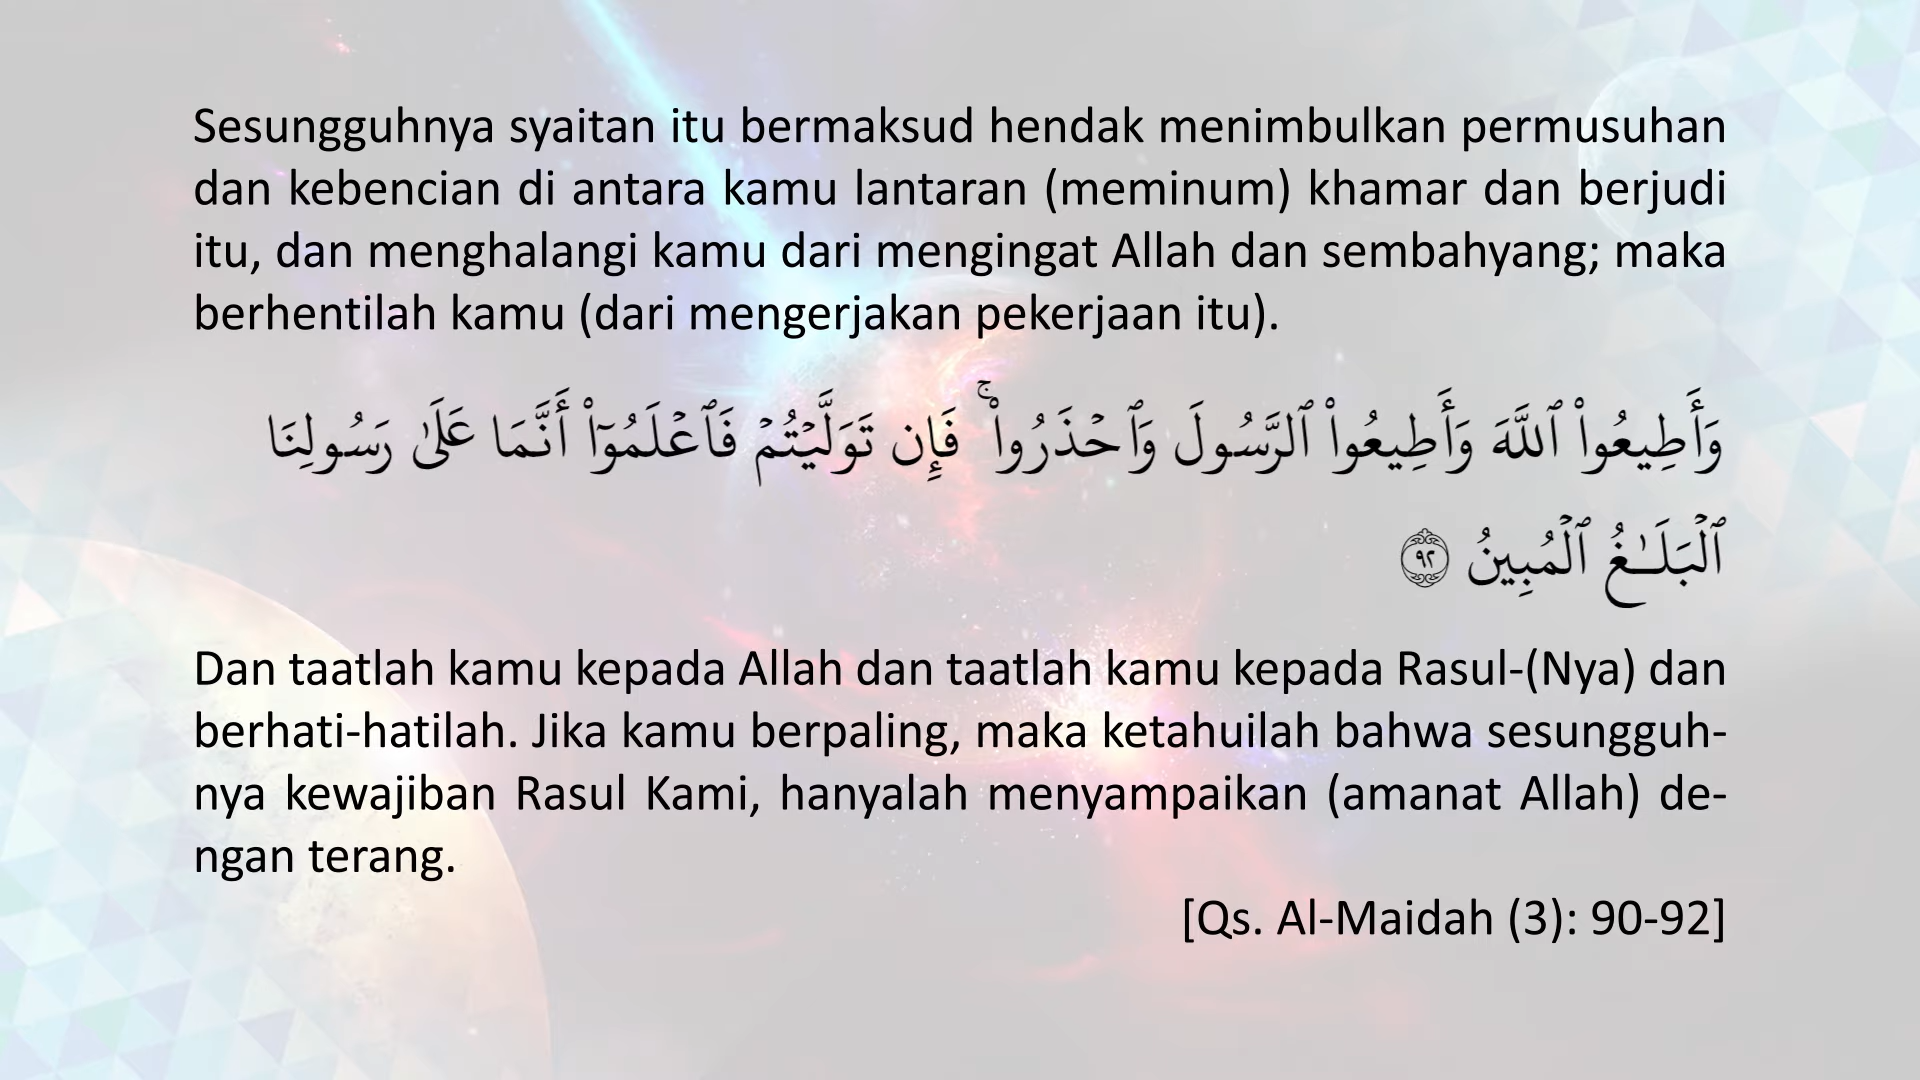 Sesungguhnya syaitan itu bermaksud hendak menimbulkan permusuhan
dan kebencian di antara kamu lantaran (meminum) khamar dan berjudi
itu, dan menghalangi kamu dari mengingat Allah dan sembahyang; maka
berhentilah kamu (dari mengerjakan pekerjaan itu).
وَأَطِيعُوا۟ ٱللَّهَ وَأَطِيعُوا۟ ٱلرَّسُولَ وَٱحْذَرُوا۟ ۚ فَإِن تَوَلَّيْتُمْ فَٱعْلَمُوٓا۟ أَنَّمَا عَلَىٰ رَسُولِنَا
ٱلْبَلَـٰغُ ٱلْمُبِينُ ٩٢
Dan taatlah kamu kepada Allah dan taatlah kamu kepada Rasul-(Nya) dan
berhati-hatilah. Jika kamu berpaling, maka ketahuilah bahwa sesungguh-
nya kewajiban Rasul Kami, hanyalah menyampaikan (amanat Allah) de-
ngan terang.
[Qs. Al-Maidah (3): 90-92]